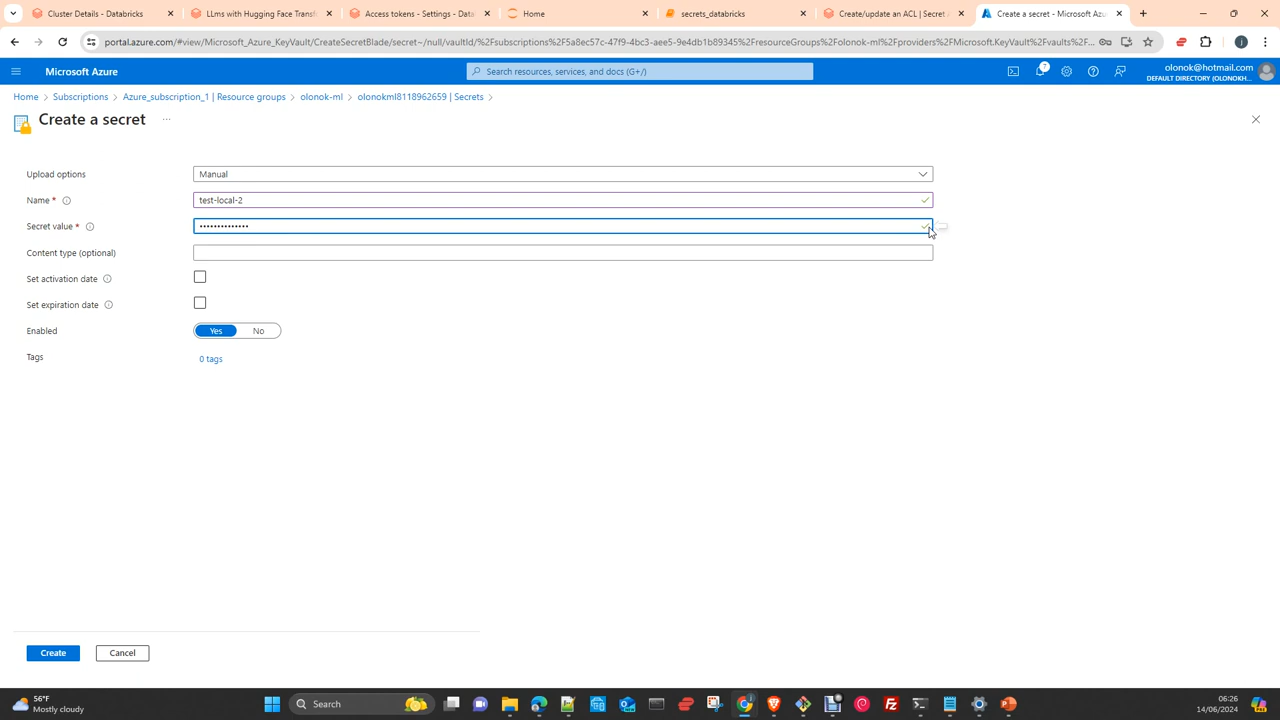 Cluster Details - Databricks
LLms with Hugging Face Transf
Access tokens - Settings - Data
Home
secrets_databricks
Create/update an ACL | Secret A
Create a secret - Microsoft Azu
portal.azure.com/#view/Microsoft_Azure_KeyVault/CreateSecretBlade/secret~/null/vaultId/%2Fsubscriptions%2F5a8ec57c-47f9-4bc3-aee5-9e4db1b89345%2FresourceGroups%2Folonok-ml%2Fproviders%2FMicrosoft.KeyVault%2Fvaults%2F...
Microsoft Azure
Search resources, services, and docs (G+/)
7
olonok@hotmail.com
DEFAULT DIRECTORY (OLONOKH...
Home > Subscriptions > Azure_subscription_1 | Resource groups > olonok-ml > olonokml8118962659 | Secrets >
Create a secret ...
Upload options
Manual
Name *
test-local-2
Secret value *
••••••••••••••
Content type (optional)
Set activation date
Set expiration date
Enabled
Yes
No
Tags
0 tags
Create
Cancel
56°F
Mostly cloudy
Search
06:26
14/06/2024